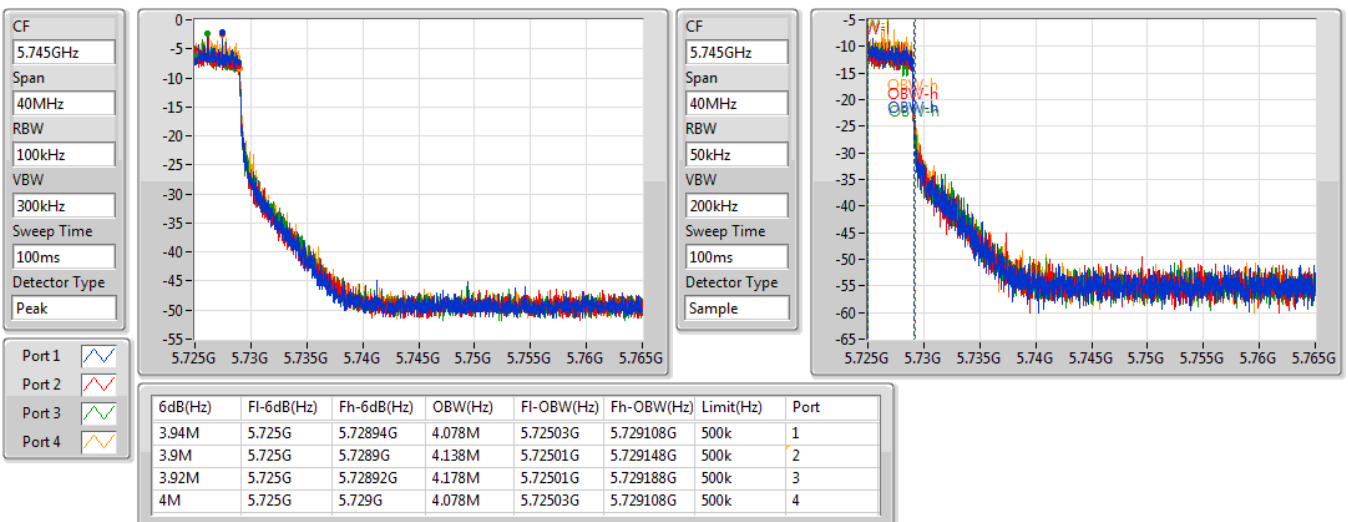 CF
5.745GHz
Span
40MHz
RBW
100kHz
VBW
300kHz
Sweep Time
100ms
Detector Type
Peak
0
-5
-10
-15
-20
-25
-30
-35
-40
-45
-50
-55
5.725G 5.73G 5.735G 5.74G 5.745G 5.75G 5.755G 5.76G 5.765G
CF
5.745GHz
Span
40MHz
RBW
50kHz
VBW
200kHz
Sweep Time
100ms
Detector Type
Sample
-5
-10
-15
-20
-25
-30
-35
-40
-45
-50
-55
-60
-65
OBW-h
OBW-h
OBW-h
OBW-h
5.725G 5.73G 5.735G 5.74G 5.745G 5.75G 5.755G 5.76G 5.765G
Port 1
Port 2
Port 3
Port 4
6dB(Hz) Fl-6dB(Hz) Fh-6dB(Hz) OBW(Hz) Fl-OBW(Hz) Fh-OBW(Hz) Limit(Hz) Port
3.94M 5.725G 5.72894G 4.078M 5.72503G 5.729108G 500k 1
3.9M 5.725G 5.7289G 4.138M 5.72501G 5.729148G 500k 2
3.92M 5.725G 5.72892G 4.178M 5.72501G 5.729188G 500k 3
4M 5.725G 5.729G 4.078M 5.72503G 5.729108G 500k 4